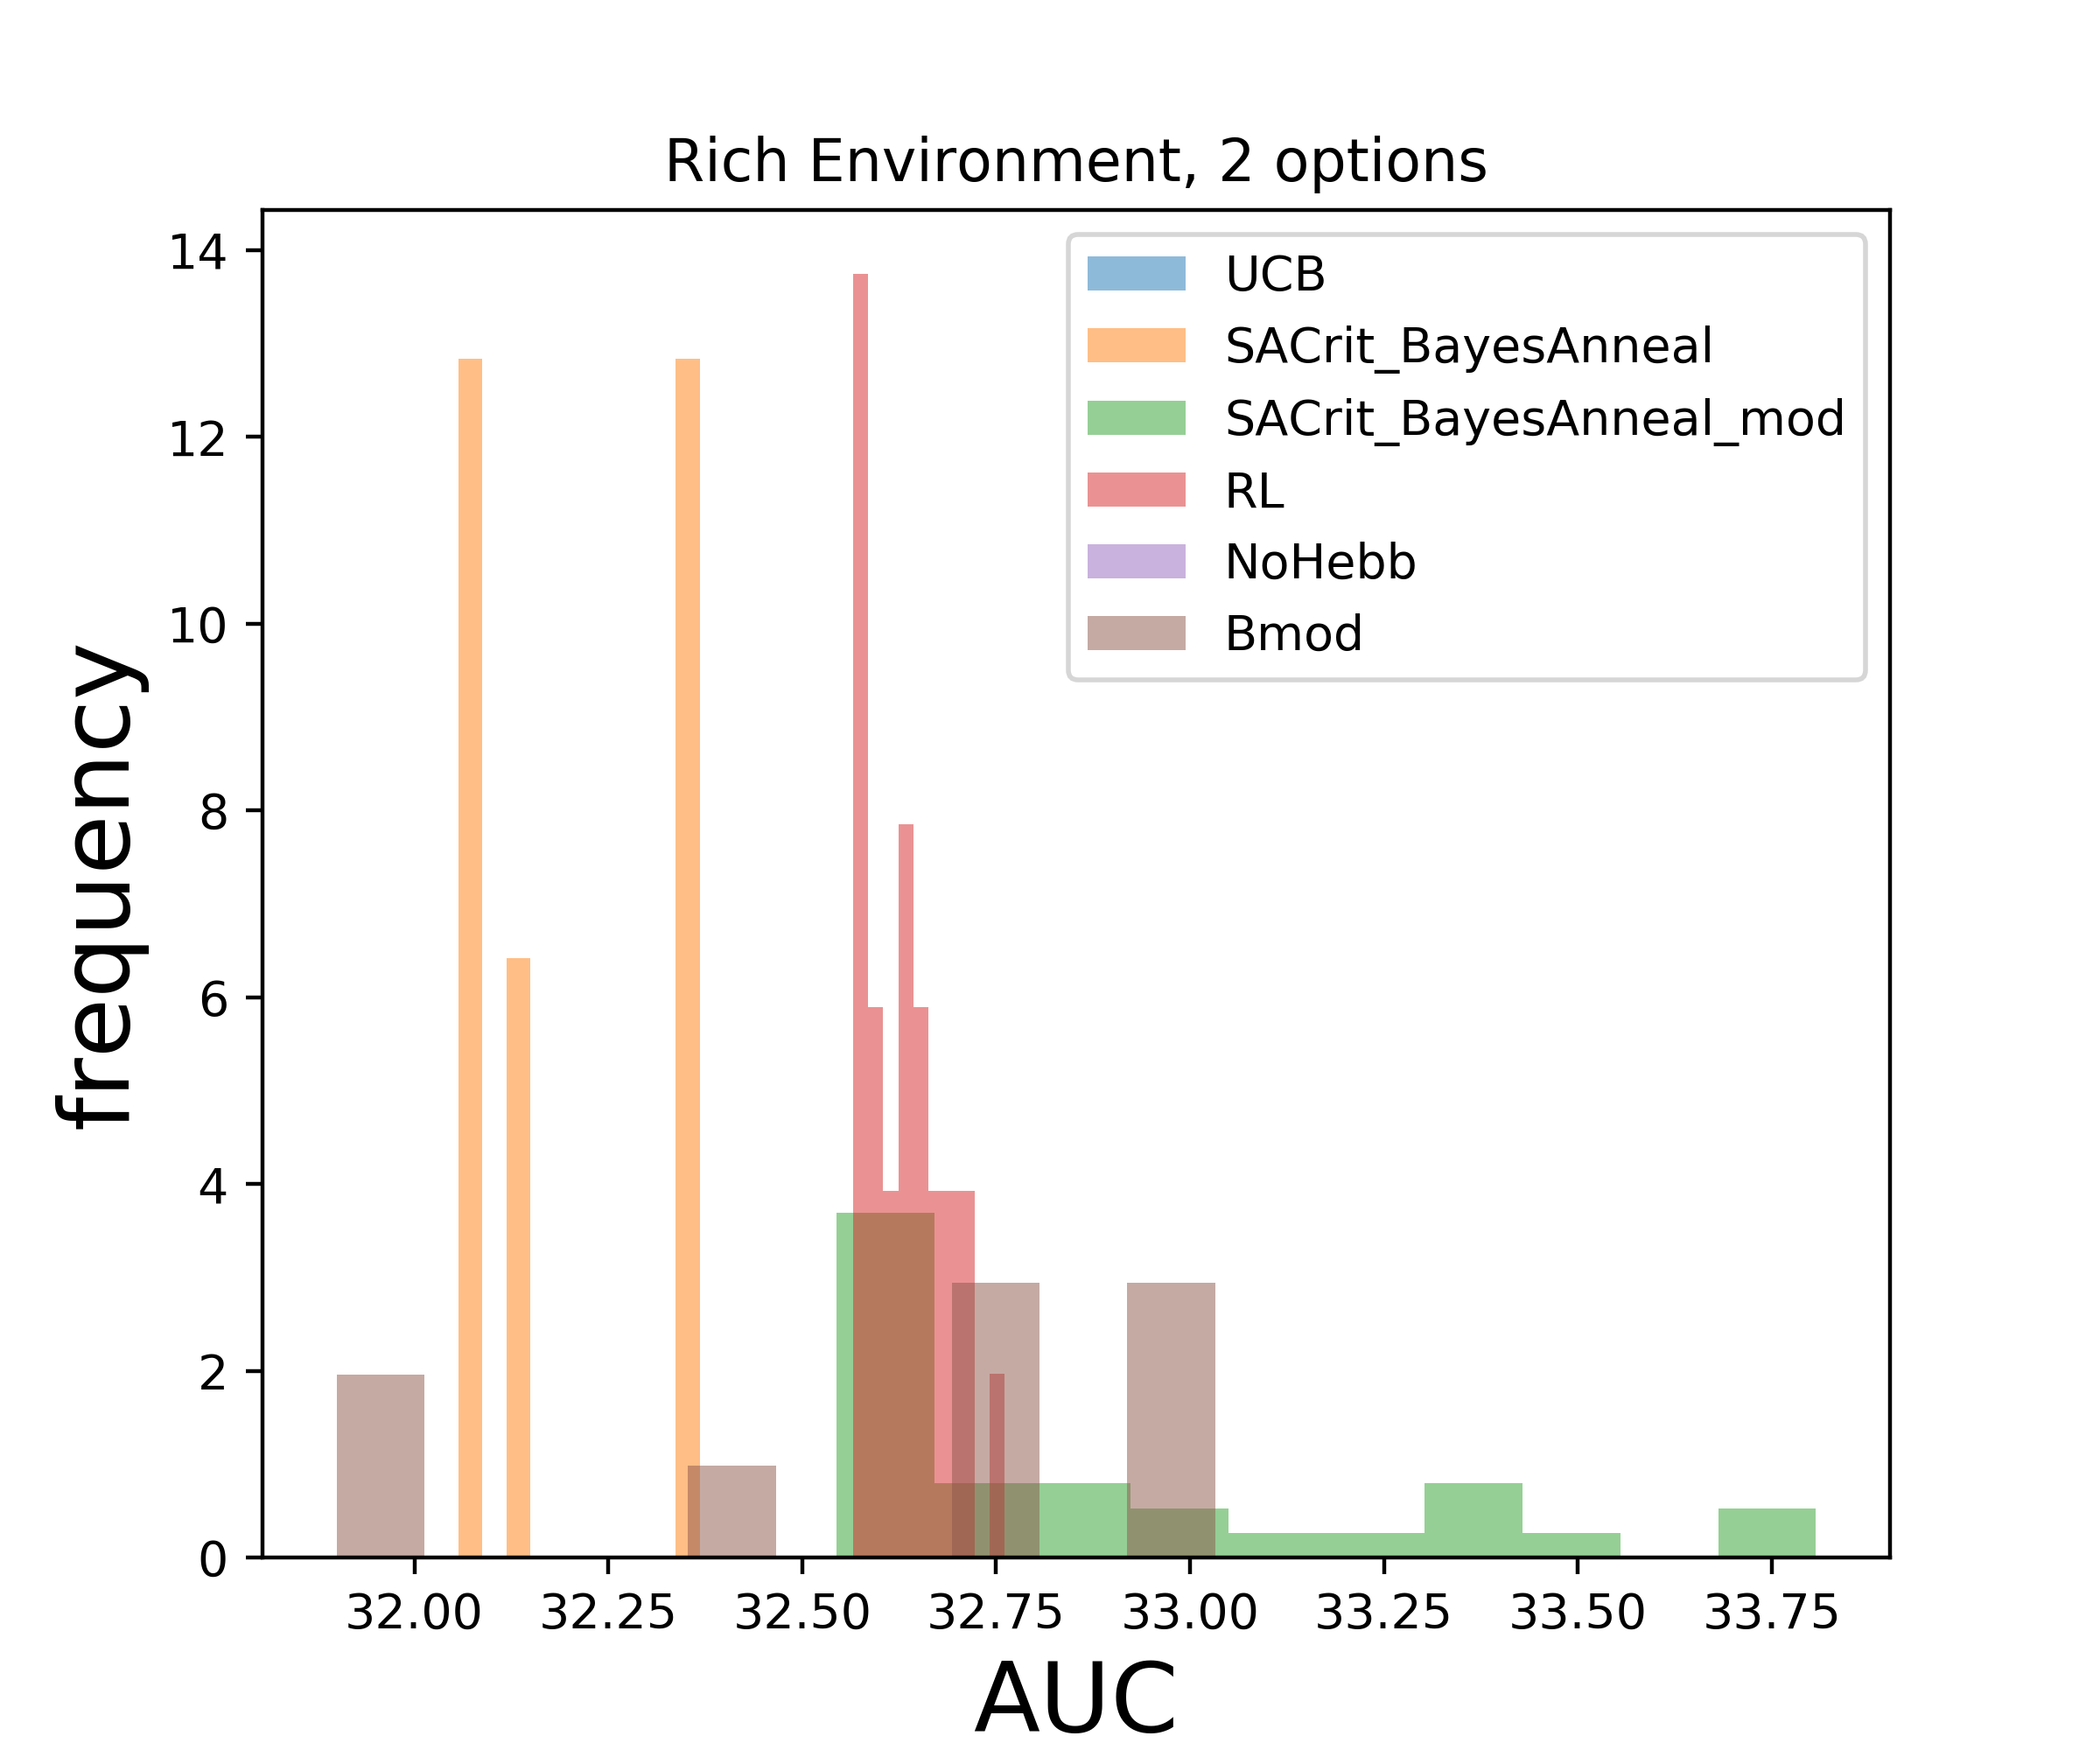 Rich Environment, 2 options
14
12
10
8
6
4
2
0
frequency
UCB
SACrit_BayesAnneal
SACrit_BayesAnneal_mod
RL
NoHebb
Bmod
32.00 32.25 32.50 32.75 33.00 33.25 33.50 33.75
AUC